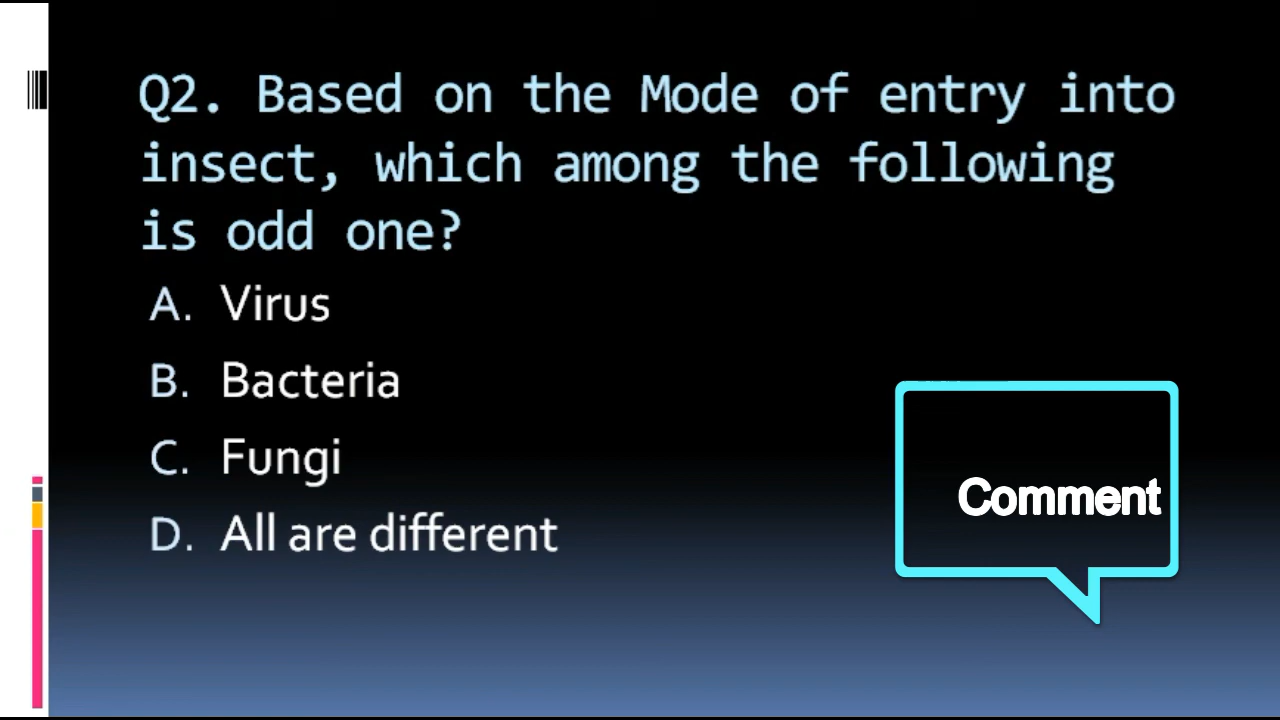 Q2. Based on the Mode of entry into
insect, which among the following
is odd one?
A. Virus
B. Bacteria
C. Fungi
D. All are different
Comment